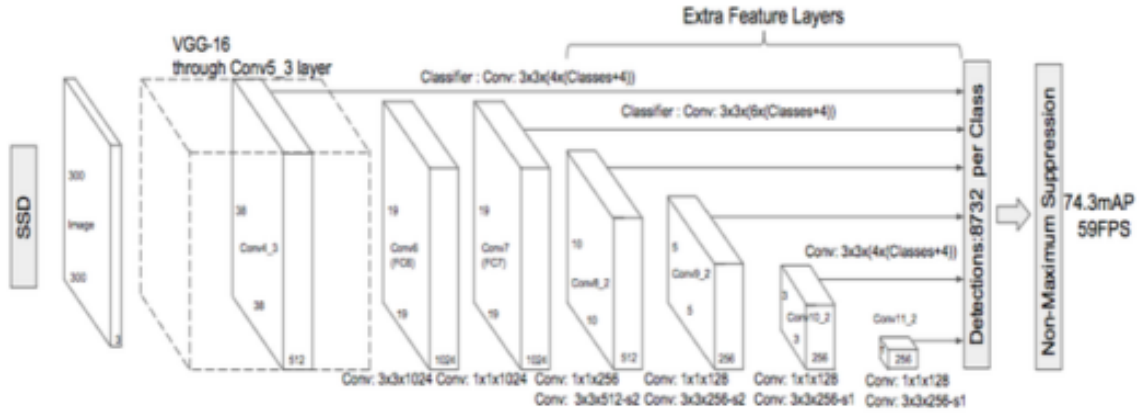 Extra Feature Layers
VGG-16
through Conv5_3 layer
Classifier : Conv: 3x3x(4x(Classes+4))
Classifier : Conv: 3x3x(6x(Classes+4))
SSD
300
Image
300
3
38
Conv4_3
38
512
19
Conv6
(FC6)
19
1024
19
Conv7
(FC7)
19
1024
10
Conv8_2
10
512
5
Conv9_2
5
256
Conv: 3x3x(4x(Classes+4))
3
Conv10_2
3
256
Conv11_2
256
Detections:8732 per Class
Non-Maximum Suppression
74.3mAP
59FPS
Conv: 3x3x1024
Conv: 1x1x1024
Conv: 1x1x256
Conv: 3x3x512-s2
Conv: 1x1x128
Conv: 3x3x256-s2
Conv: 1x1x128
Conv: 3x3x256-s1
Conv: 1x1x128
Conv: 3x3x256-s1